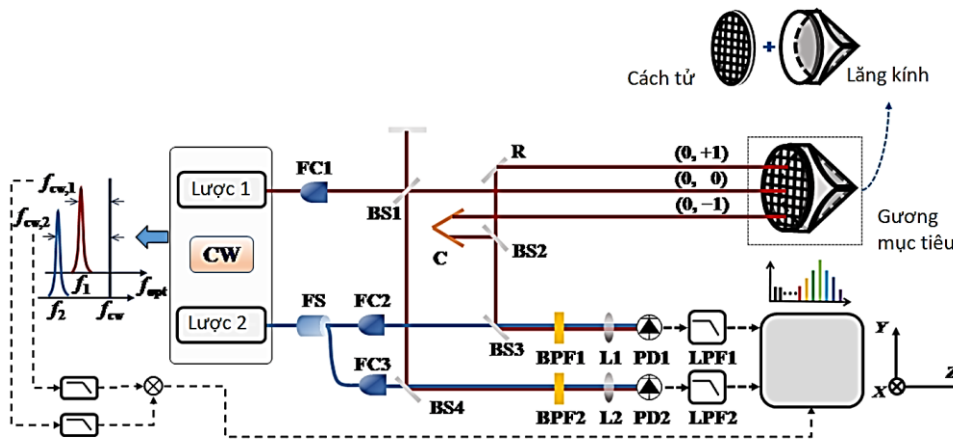 Cách tử
+
Lăng kính
R
(0, +1)
FC1
f_cw,1
Lược 1
(0, 0)
f_cw,2
BS1
(0, −1)
Gương
mục tiêu
CW
C
BS2
f_1
f_opt
f_2
f_cw
FS
FC2
Lược 2
Y
BS3
FC3
BPF1
L1
PD1
LPF1
X
Z
BS4
BPF2
L2
PD2
LPF2